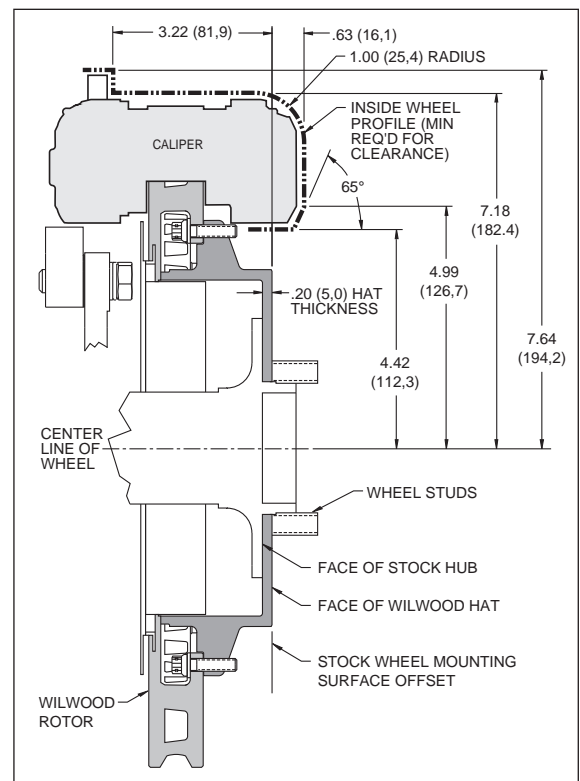 3.22 (81,9)
.63 (16,1)
1.00 (25,4) RADIUS
INSIDE WHEEL
PROFILE (MIN
REQ'D FOR
CLEARANCE)
CALIPER
65°
7.18
(182.4)
4.99
(126,7)
7.64
(194,2)
.20 (5,0) HAT
THICKNESS
4.42
(112,3)
CENTER
LINE OF
WHEEL
WHEEL STUDS
FACE OF STOCK HUB
FACE OF WILWOOD HAT
STOCK WHEEL MOUNTING
SURFACE OFFSET
WILWOOD
ROTOR